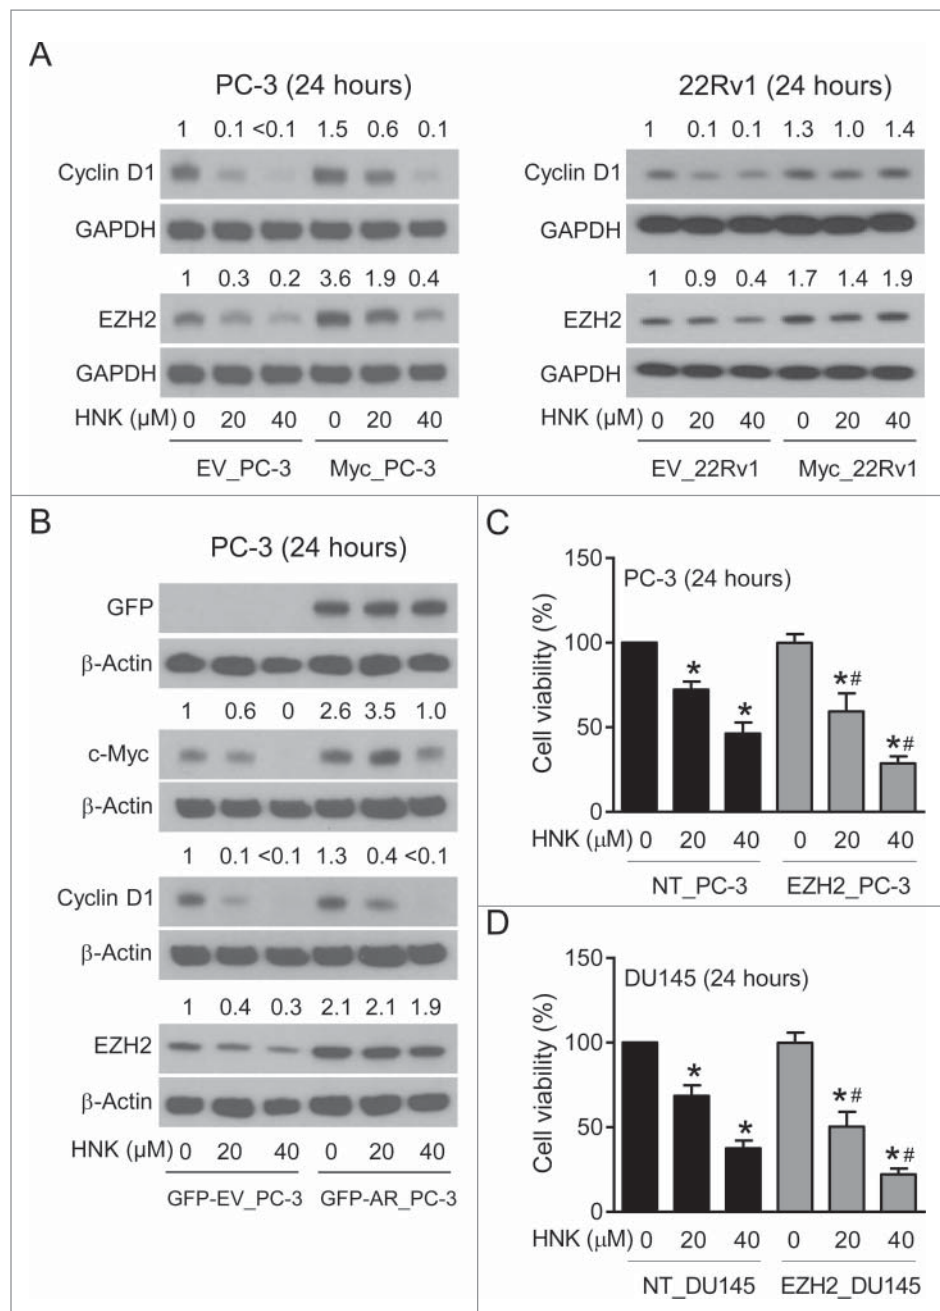 A
PC-3 (24 hours)
1 0.1 <0.1 1.5 0.6 0.1
Cyclin D1
GAPDH
1 0.3 0.2 3.6 1.9 0.4
EZH2
GAPDH
HNK (μM) 0 20 40 0 20 40
EV_PC-3 Myc_PC-3
22Rv1 (24 hours)
1 0.1 0.1 1.3 1.0 1.4
Cyclin D1
GAPDH
1 0.9 0.4 1.7 1.4 1.9
EZH2
GAPDH
0 20 40 0 20 40
EV_22Rv1 Myc_22Rv1
B
PC-3 (24 hours)
GFP
β-Actin
1 0.6 0 2.6 3.5 1.0
c-Myc
β-Actin
1 0.1 <0.1 1.3 0.4 <0.1
Cyclin D1
β-Actin
1 0.4 0.3 2.1 2.1 1.9
EZH2
β-Actin
HNK (μM) 0 20 40 0 20 40
GFP-EV_PC-3 GFP-AR_PC-3
C
PC-3 (24 hours)
Cell viability (%)
150
100
50
0
* * *# *#
HNK (μM) 0 20 40 0 20 40
NT_PC-3 EZH2_PC-3
D
DU145 (24 hours)
Cell viability (%)
150
100
50
0
* * *# *#
HNK (μM) 0 20 40 0 20 40
NT_DU145 EZH2_DU145